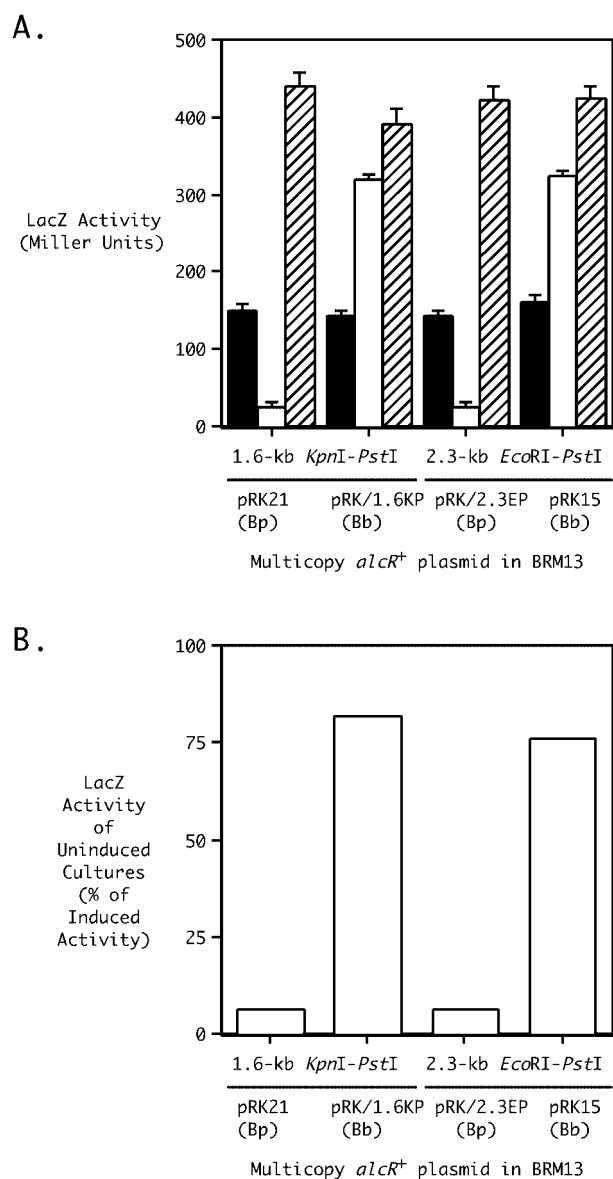 A.
500
400
300
200
100
0
LacZ Activity
(Miller Units)
1.6-kb KpnI-PstI 2.3-kb EcoRI-PstI
pRK21 pRK/1.6KP pRK/2.3EP pRK15
(Bp) (Bb) (Bp) (Bb)
Multicopy alcR+ plasmid in BRM13
B.
100
75
50
25
0
LacZ
Activity
of
Uninduced
Cultures
(% of
Induced
Activity)
1.6-kb KpnI-PstI 2.3-kb EcoRI-PstI
pRK21 pRK/1.6KP pRK/2.3EP pRK15
(Bp) (Bb) (Bp) (Bb)
Multicopy alcR+ plasmid in BRM13